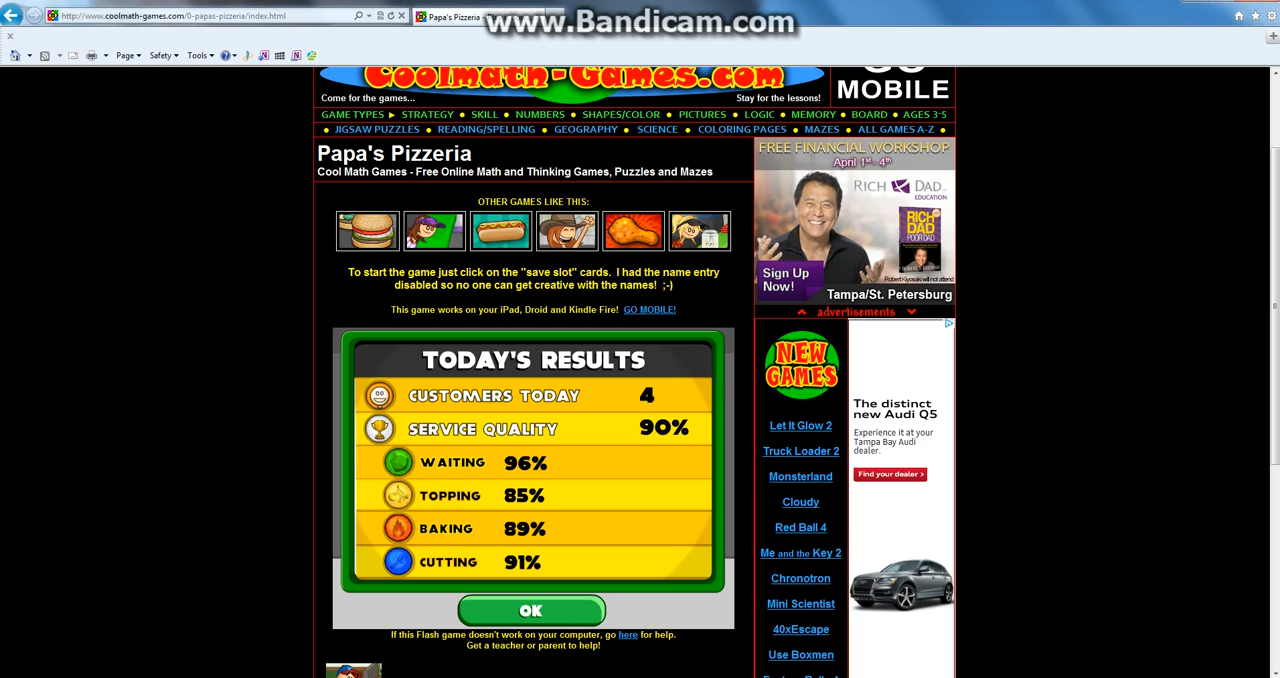 www.Bandicam.com
http://www.coolmath-games.com/0-papas-pizzeria/index.html
Papa's Pizzeria
Page
Safety
Tools
Coolmath-Games.com
Come for the games...
Stay for the lessons!
MOBILE
GAME TYPES ► STRATEGY ● SKILL ● NUMBERS ● SHAPES/COLOR ● PICTURES ● LOGIC ● MEMORY ● BOARD ● AGES 3-5
● JIGSAW PUZZLES ● READING/SPELLING ● GEOGRAPHY ● SCIENCE ● COLORING PAGES ● MAZES ● ALL GAMES A-Z ●
Papa's Pizzeria
Cool Math Games - Free Online Math and Thinking Games, Puzzles and Mazes
OTHER GAMES LIKE THIS:
To start the game just click on the "save slot" cards. I had the name entry
disabled so no one can get creative with the names! ;-)
This game works on your iPad, Droid and Kindle Fire! GO MOBILE!
TODAY'S RESULTS
CUSTOMERS TODAY 4
SERVICE QUALITY 90%
WAITING 96%
TOPPING 85%
BAKING 89%
CUTTING 91%
OK
If this Flash game doesn't work on your computer, go here for help.
Get a teacher or parent to help!
FREE FINANCIAL WORKSHOP
April 1st - 4th
RICH DAD
EDUCATION
RICH DAD
POOR DAD
Sign Up
Now!
Robert Kiyosaki will not attend
Tampa/St. Petersburg
advertisements
NEW
GAMES
Let It Glow 2
Truck Loader 2
Monsterland
Cloudy
Red Ball 4
Me and the Key 2
Chronotron
Mini Scientist
40xEscape
Use Boxmen
The distinct
new Audi Q5
Experience it at your
Tampa Bay Audi
dealer.
Find your dealer >